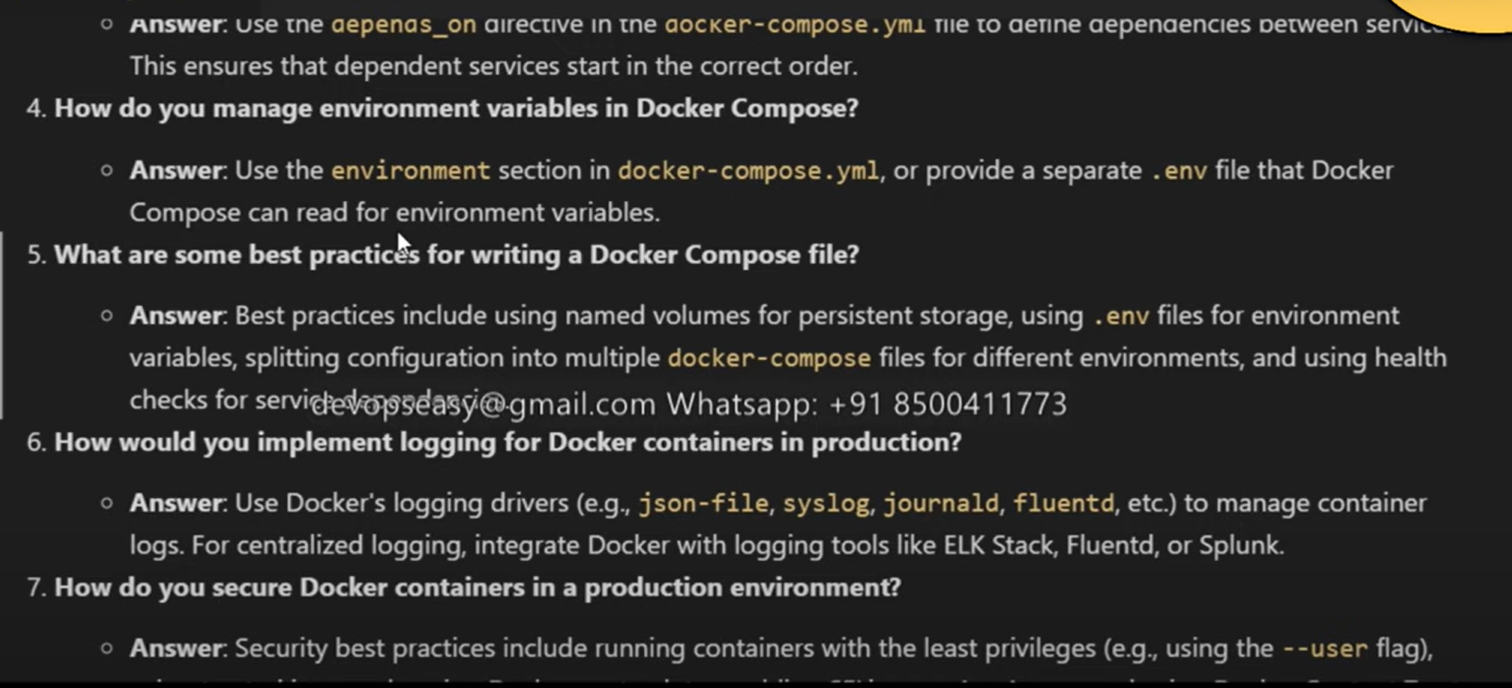 Answer: Use the depends_on directive in the docker-compose.yml file to define dependencies between
This ensures that dependent services start in the correct order.
4. How do you manage environment variables in Docker Compose?
Answer: Use the environment section in docker-compose.yml, or provide a separate .env file that Docker
Compose can read for environment variables.
5. What are some best practices for writing a Docker Compose file?
Answer: Best practices include using named volumes for persistent storage, using .env files for environment
variables, splitting configuration into multiple docker-compose files for different environments, and using health
checks for service
devopseasy@gmail.com Whatsapp: +91 8500411773
6. How would you implement logging for Docker containers in production?
Answer: Use Docker's logging drivers (e.g., json-file, syslog, journald, fluentd, etc.) to manage container
logs. For centralized logging, integrate Docker with logging tools like ELK Stack, Fluentd, or Splunk.
7. How do you secure Docker containers in a production environment?
Answer: Security best practices include running containers with the least privileges (e.g., using the --user flag),